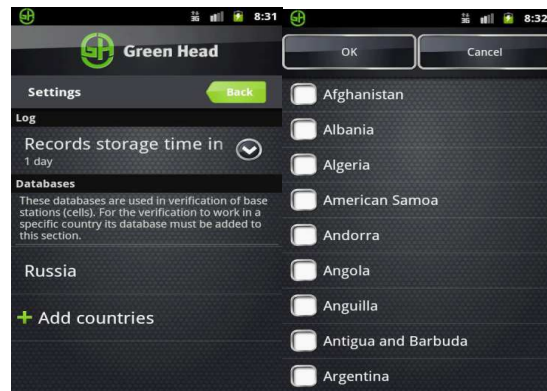 3G 8:31
GH Green Head
Settings Back
Log
Records storage time in
1 day
Databases
These databases are used in verification of base
stations (cells). For the verification to work in a
specific country its database must be added to
this section.
Russia
+ Add countries
3G 8:32
OK Cancel
Afghanistan
Albania
Algeria
American Samoa
Andorra
Angola
Anguilla
Antigua and Barbuda
Argentina